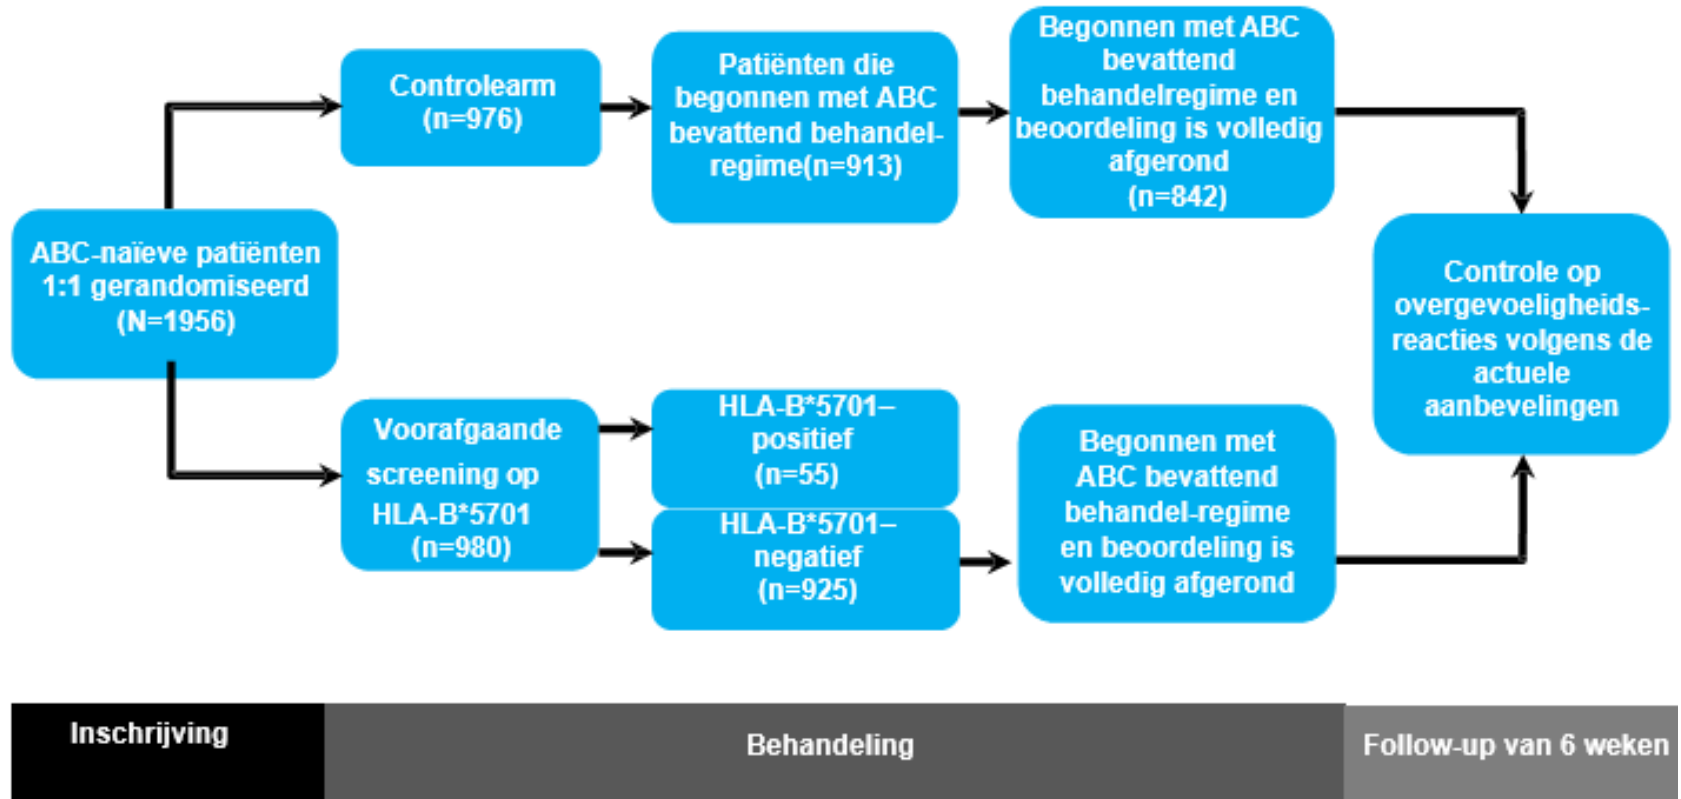 ABC-naïeve patiënten
1:1 gerandomiseerd
(N=1956)
Controlearm
(n=976)
Patiënten die
begonnen met ABC
bevattend behandel-
regime(n=913)
Begonnen met ABC
bevattend
behandelregime en
beoordeling is volledig
afgerond
(n=842)
Voorafgaande
screening op
HLA-B*5701
(n=980)
HLA-B*5701–
positief
(n=55)
HLA-B*5701–
negatief
(n=925)
Begonnen met
ABC bevattend
behandel-regime
en beoordeling is
volledig afgerond
Controle op
overgevoeligheids-
reacties volgens de
actuele
aanbevelingen
Inschrijving
Behandeling
Follow-up van 6 weken